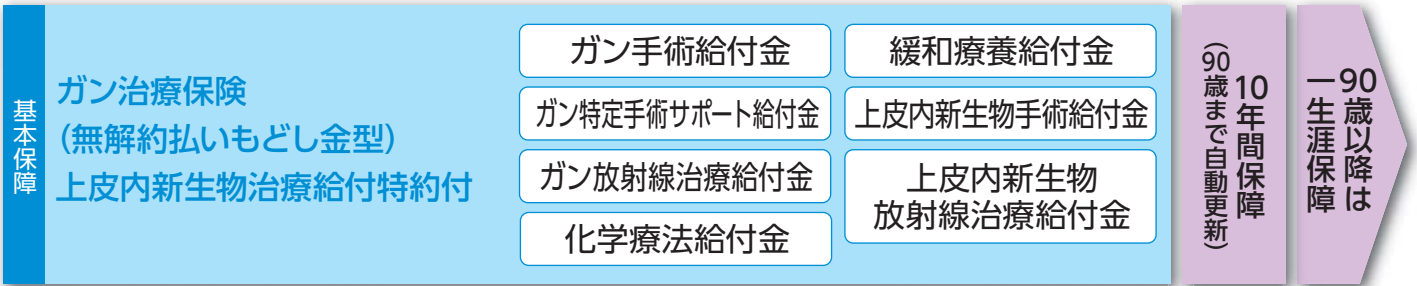 基本保障
ガン治療保険
（無解約払いもどし金型）
上皮内新生物治療給付特約付
ガン手術給付金
ガン特定手術サポート給付金
ガン放射線治療給付金
化学療法給付金
緩和療養給付金
上皮内新生物手術給付金
上皮内新生物
放射線治療給付金
10年間保障
（90歳まで自動更新）
90歳以降は
一生涯保障